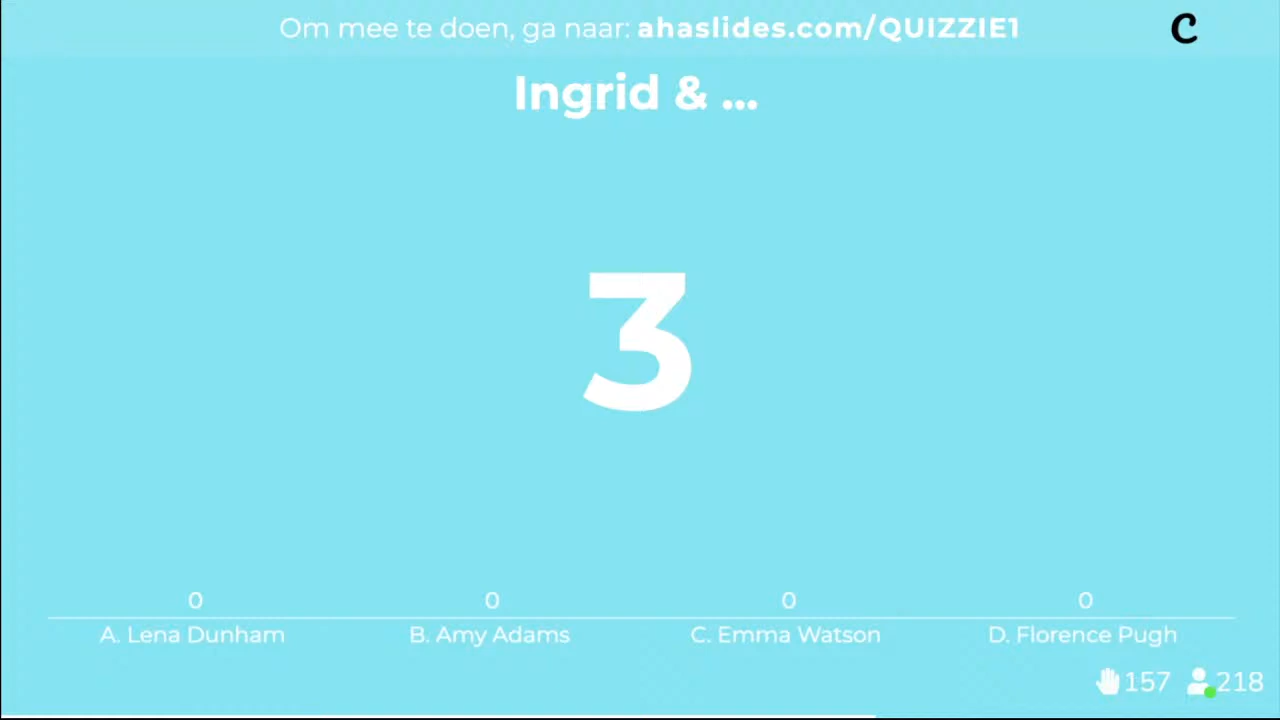 Om mee te doen, ga naar: ahaslides.com/QUIZZIE1
C
Ingrid & ...
3
0 0 0 0
A. Lena Dunham B. Amy Adams C. Emma Watson D. Florence Pugh
157 218